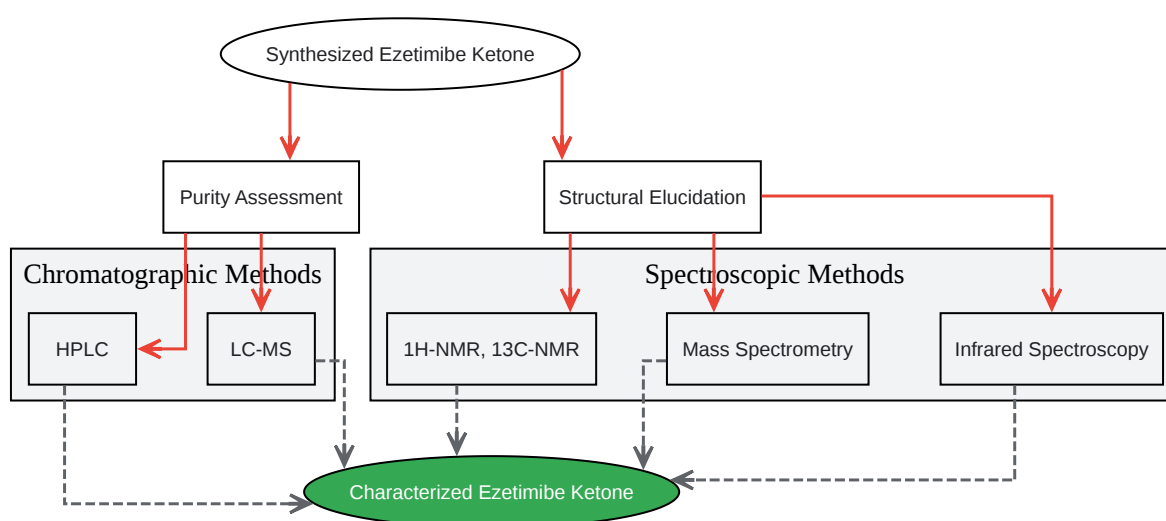 Synthesized Ezetimibe Ketone
Purity Assessment
Structural Elucidation
Chromatographic Methods
Spectroscopic Methods
HPLC
LC-MS
1H-NMR, 13C-NMR
Mass Spectrometry
Infrared Spectroscopy
Characterized Ezetimibe Ketone